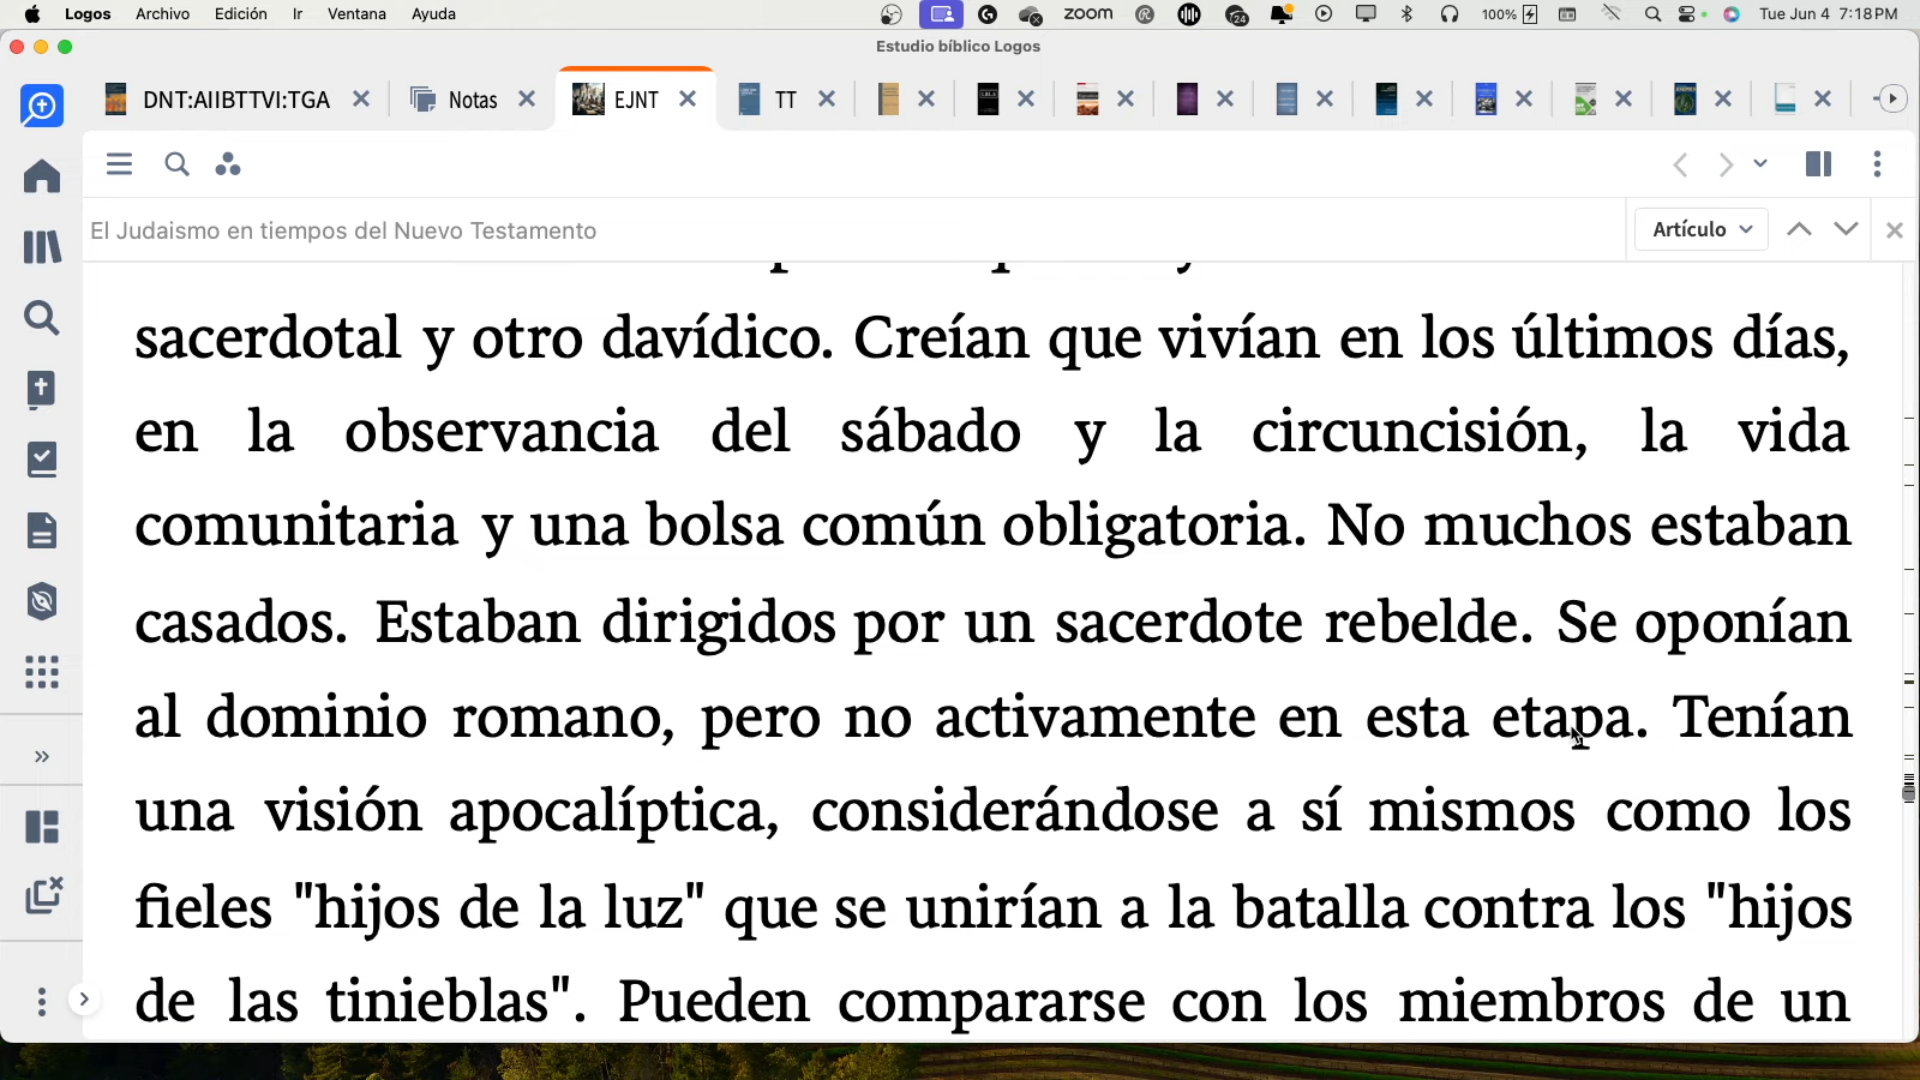 Logos Archivo Edición Ir Ventana Ayuda zoom 24 100% Tue Jun 4 7:18 PM
Estudio bíblico Logos
DNT:AIIBTTVI:TGA Notas EJNT TT
El Judaismo en tiempos del Nuevo Testamento Artículo
sacerdotal y otro davídico. Creían que vivían en los últimos días,
en la observancia del sábado y la circuncisión, la vida
comunitaria y una bolsa común obligatoria. No muchos estaban
casados. Estaban dirigidos por un sacerdote rebelde. Se oponían
al dominio romano, pero no activamente en esta etapa. Tenían
una visión apocalíptica, considerándose a sí mismos como los
fieles "hijos de la luz" que se unirían a la batalla contra los "hijos
de las tinieblas". Pueden compararse con los miembros de un